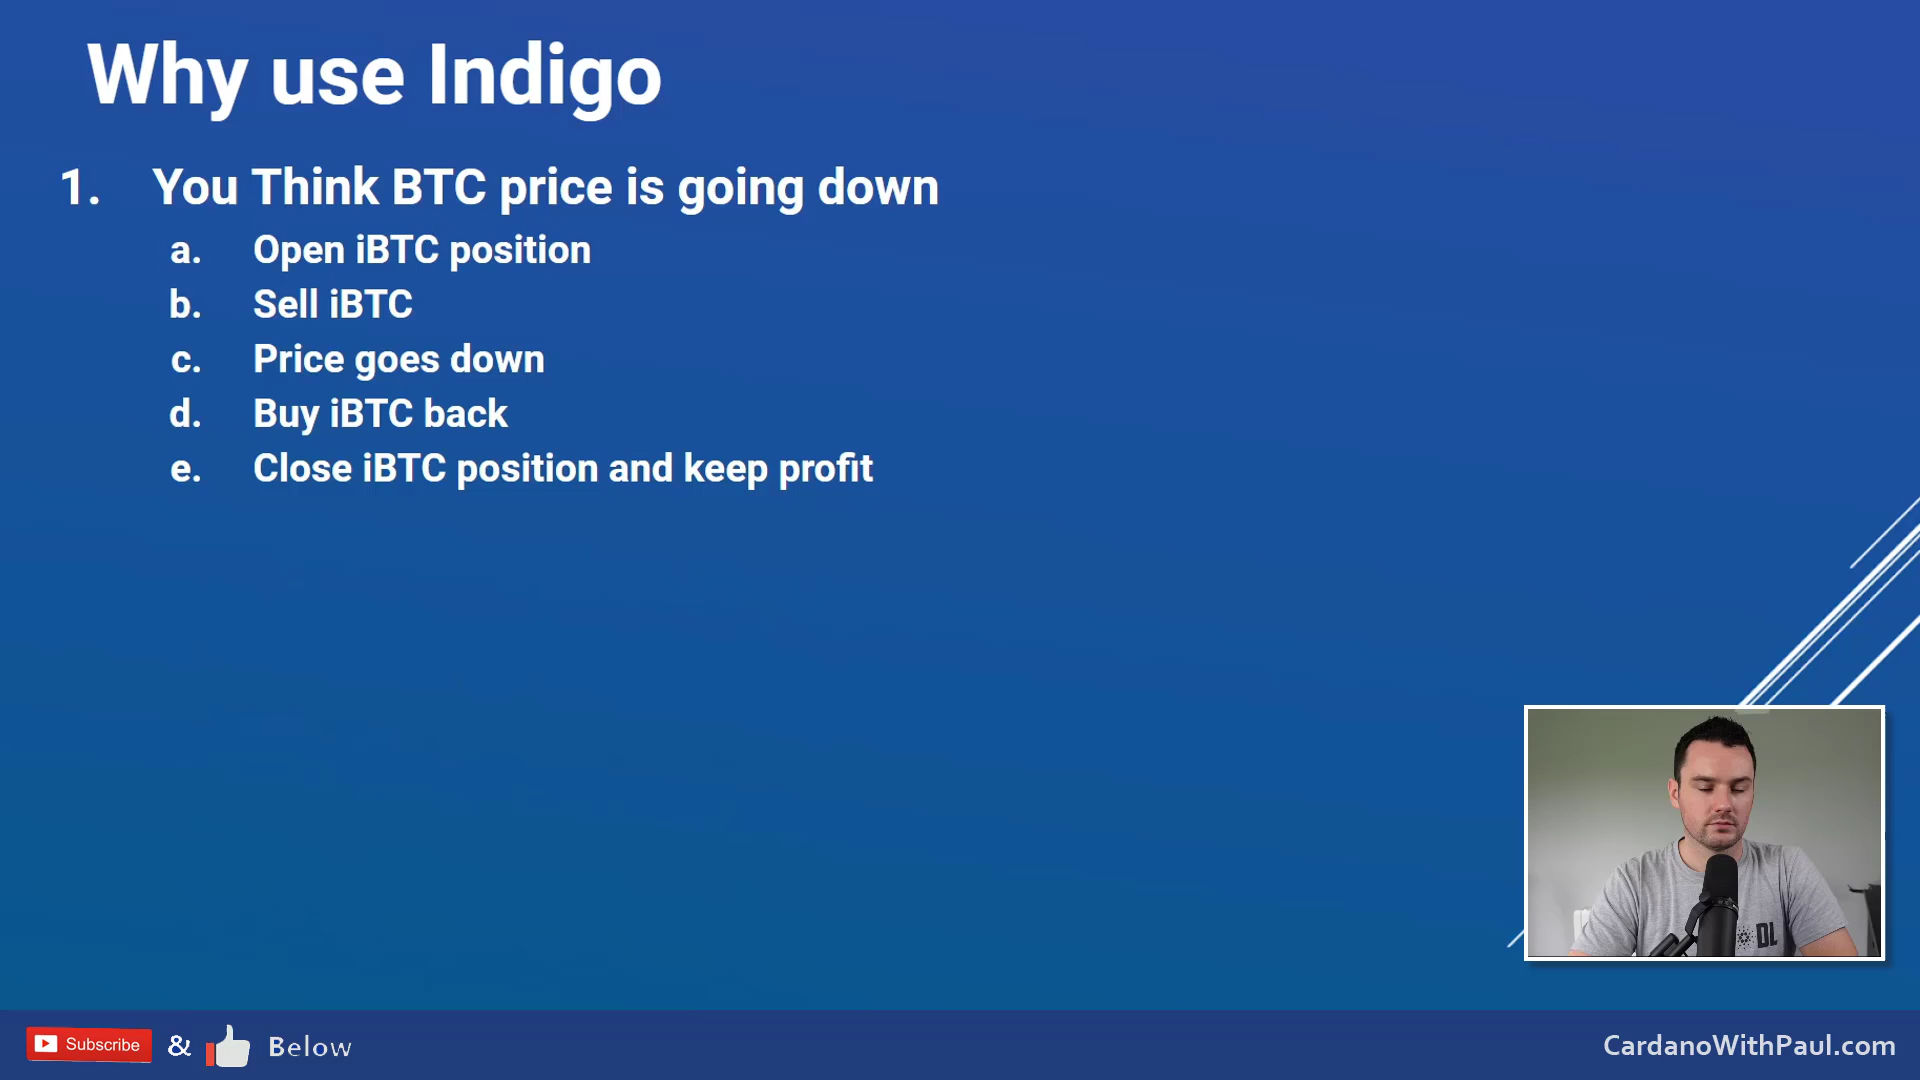 Why use Indigo
1. You Think BTC price is going down
a. Open iBTC position
b. Sell iBTC
c. Price goes down
d. Buy iBTC back
e. Close iBTC position and keep profit
DL
Subscribe & Below
CardanoWithPaul.com